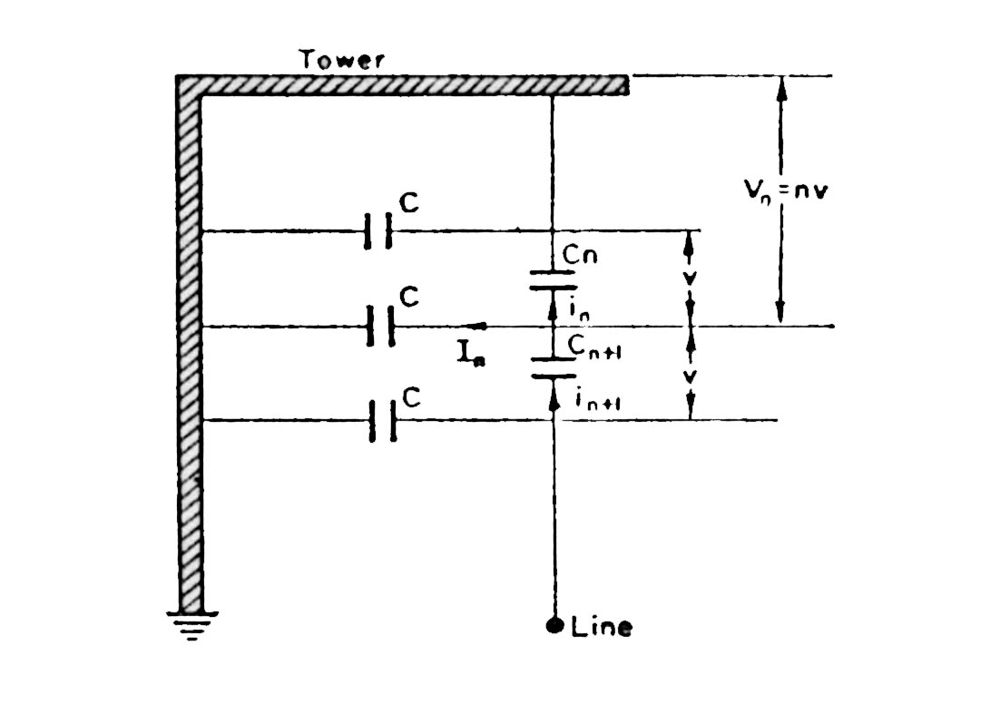 Tower
Vₙ = nv
C
Cn
v
C
iₙ
Iₙ
Cₙ₊₁
v
C
iₙ₊₁
Line